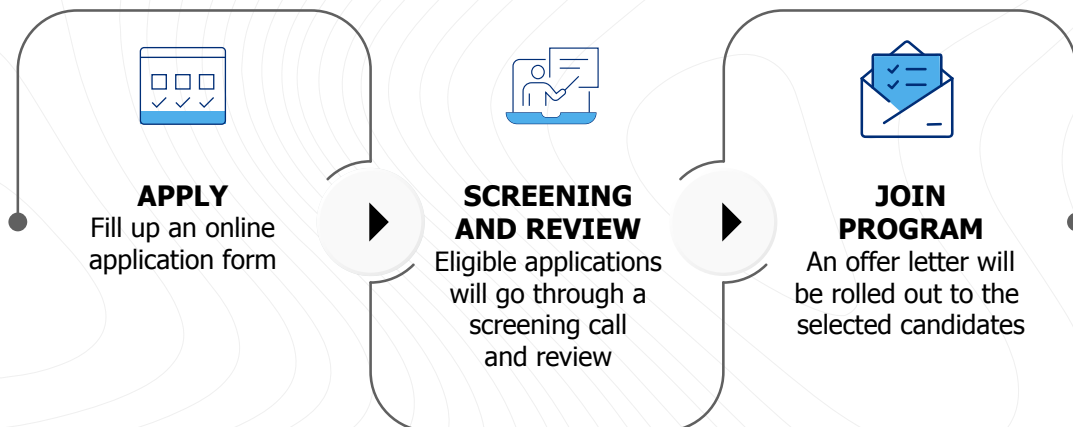 APPLY
Fill up an online
application form
SCREENING
AND REVIEW
Eligible applications
will go through a
screening call
and review
JOIN
PROGRAM
An offer letter will
be rolled out to the
selected candidates